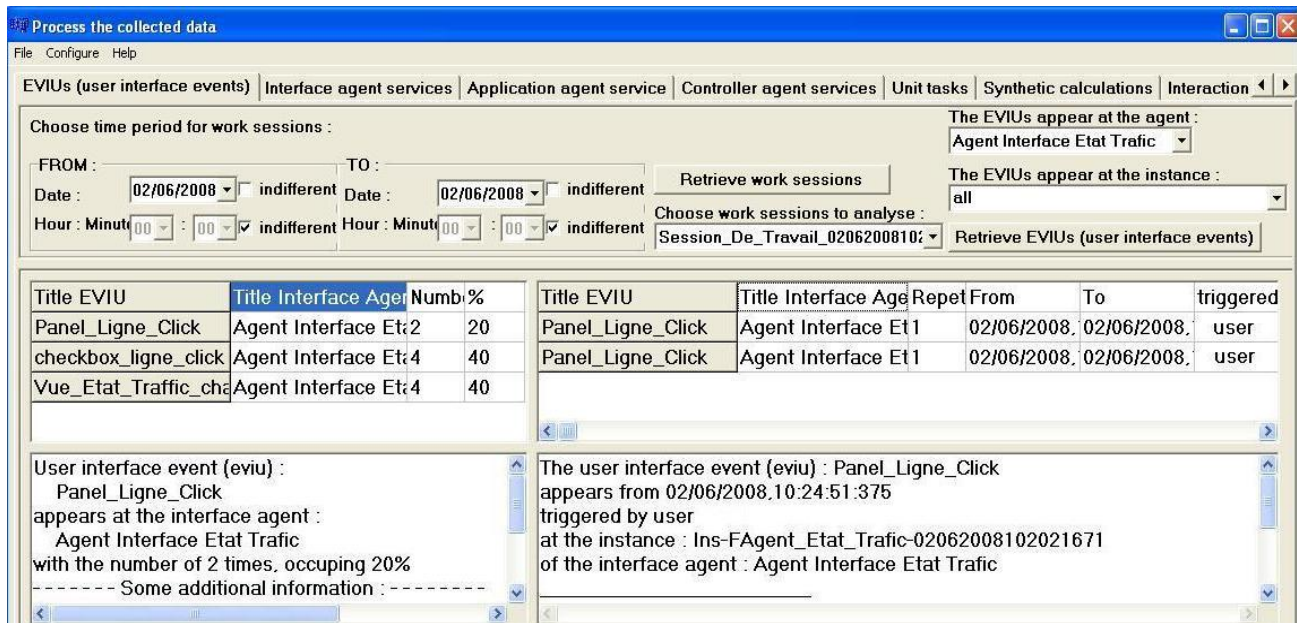 Process the collected data
File Configure Help
EVIUs (user interface events) Interface agent services Application agent service Controller agent services Unit tasks Synthetic calculations Interaction
Choose time period for work sessions :
The EVIUs appear at the agent :
Agent Interface Etat Trafic
FROM :
Date : 02/06/2008 indifferent
Hour : Minut 00 : 00 indifferent
TO :
Date : 02/06/2008 indifferent
Hour : Minut 00 : 00 indifferent
Retrieve work sessions
Choose work sessions to analyse :
Session_De_Travail_0206200810
The EVIUs appear at the instance :
all
Retrieve EVIUs (user interface events)
Title EVIU Title Interface Ager Numb %
Panel_Ligne_Click Agent Interface Eta 2 20
checkbox_ligne_click Agent Interface Eta 4 40
Vue_Etat_Traffic_cha Agent Interface Eta 4 40
Title EVIU Title Interface Age Repet From To triggered
Panel_Ligne_Click Agent Interface Et 1 02/06/2008, 02/06/2008, user
Panel_Ligne_Click Agent Interface Et 1 02/06/2008, 02/06/2008, user
User interface event (eviu) :
Panel_Ligne_Click
appears at the interface agent :
Agent Interface Etat Trafic
with the number of 2 times, occuping 20%
- - - - - - - Some additional information : - - - - - - - -
The user interface event (eviu) : Panel_Ligne_Click
appears from 02/06/2008,10:24:51:375
triggered by user
at the instance : Ins-FAgent_Etat_Trafic-02062008102021671
of the interface agent : Agent Interface Etat Trafic